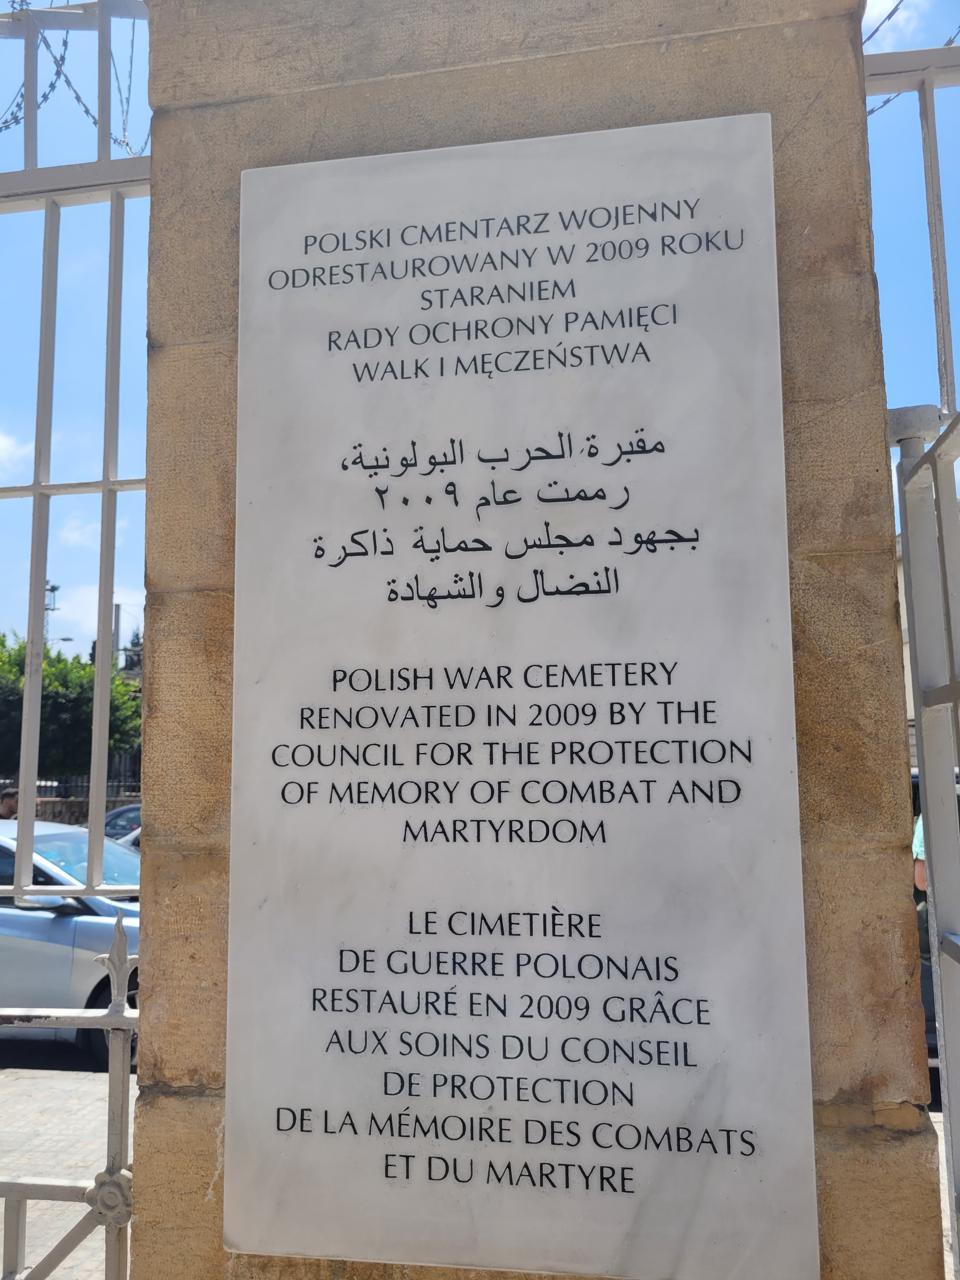 POLSKI CMENTARZ WOJENNY
ODRESTAUROWANY W 2009 ROKU
STARANIEM
RADY OCHRONY PAMIĘCI
WALK I MĘCZEŃSTWA
مقبرة الحرب البولونية،
رممت عام ٢٠٠٩
بجهود مجلس حماية ذاكرة
النضال والشهادة
POLISH WAR CEMETERY
RENOVATED IN 2009 BY THE
COUNCIL FOR THE PROTECTION
OF MEMORY OF COMBAT AND
MARTYRDOM
LE CIMETIÈRE
DE GUERRE POLONAIS
RESTAURÉ EN 2009 GRÂCE
AUX SOINS DU CONSEIL
DE PROTECTION
DE LA MÉMOIRE DES COMBATS
ET DU MARTYRE